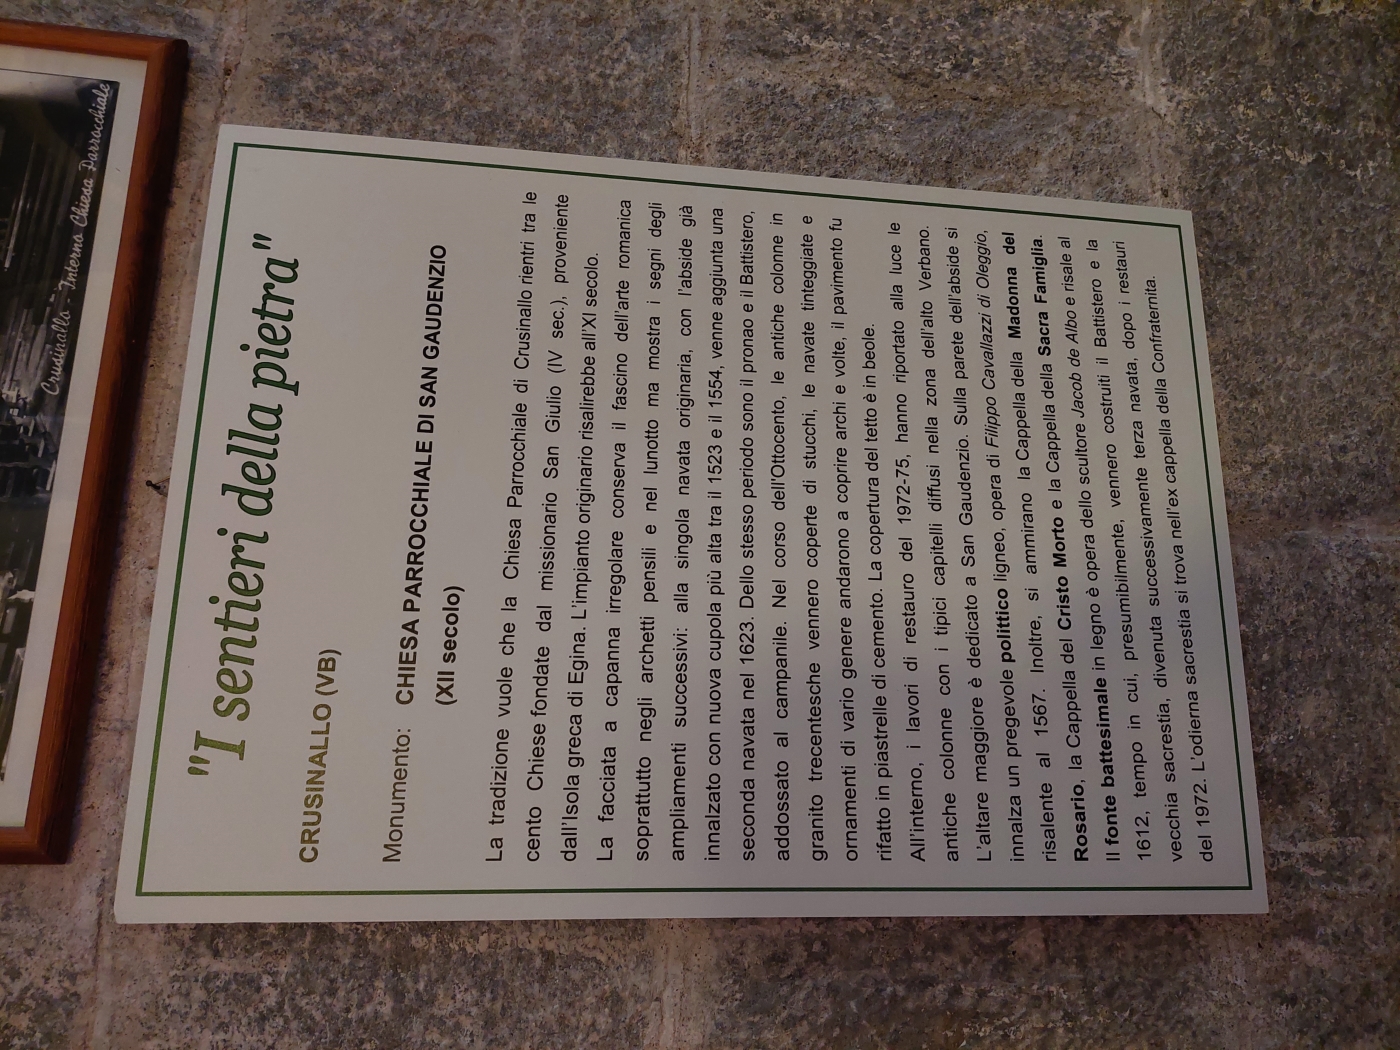 Crusinallo - Interno Chiesa Parrocchiale
"I sentieri della pietra"
CRUSINALLO (VB)
Monumento: CHIESA PARROCCHIALE DI SAN GAUDENZIO
(XII secolo)
La tradizione vuole che la Chiesa Parrocchiale di Crusinallo rientri tra le
cento Chiese fondate dal missionario San Giulio (IV sec.), proveniente
dall'Isola greca di Egina. L'impianto originario risalirebbe all'XI secolo.
La facciata a capanna irregolare conserva il fascino dell'arte romanica
soprattutto negli archetti pensili e nel lunotto ma mostra i segni degli
ampliamenti successivi: alla singola navata originaria, con l'abside già
innalzato con nuova cupola più alta tra il 1523 e il 1554, venne aggiunta una
seconda navata nel 1623. Dello stesso periodo sono il pronao e il Battistero,
addossato al campanile. Nel corso dell'Ottocento, le antiche colonne in
granito trecentesche vennero coperte di stucchi, le navate tinteggiate e
ornamenti di vario genere andarono a coprire archi e volte, il pavimento fu
rifatto in piastrelle di cemento. La copertura del tetto è in beole.
All'interno, i lavori di restauro del 1972-75, hanno riportato alla luce le
antiche colonne con i tipici capitelli diffusi nella zona dell'alto Verbano.
L'altare maggiore è dedicato a San Gaudenzio. Sulla parete dell'abside si
innalza un pregevole polittico ligneo, opera di Filippo Cavallazzi di Oleggio,
risalente al 1567. Inoltre, si ammirano la Cappella della Madonna del
Rosario, la Cappella del Cristo Morto e la Cappella della Sacra Famiglia.
Il fonte battesimale in legno è opera dello scultore Jacob de Albo e risale al
1612, tempo in cui, presumibilmente, vennero costruiti il Battistero e la
vecchia sacrestia, divenuta successivamente terza navata, dopo i restauri
del 1972. L'odierna sacrestia si trova nell'ex cappella della Confraternita.